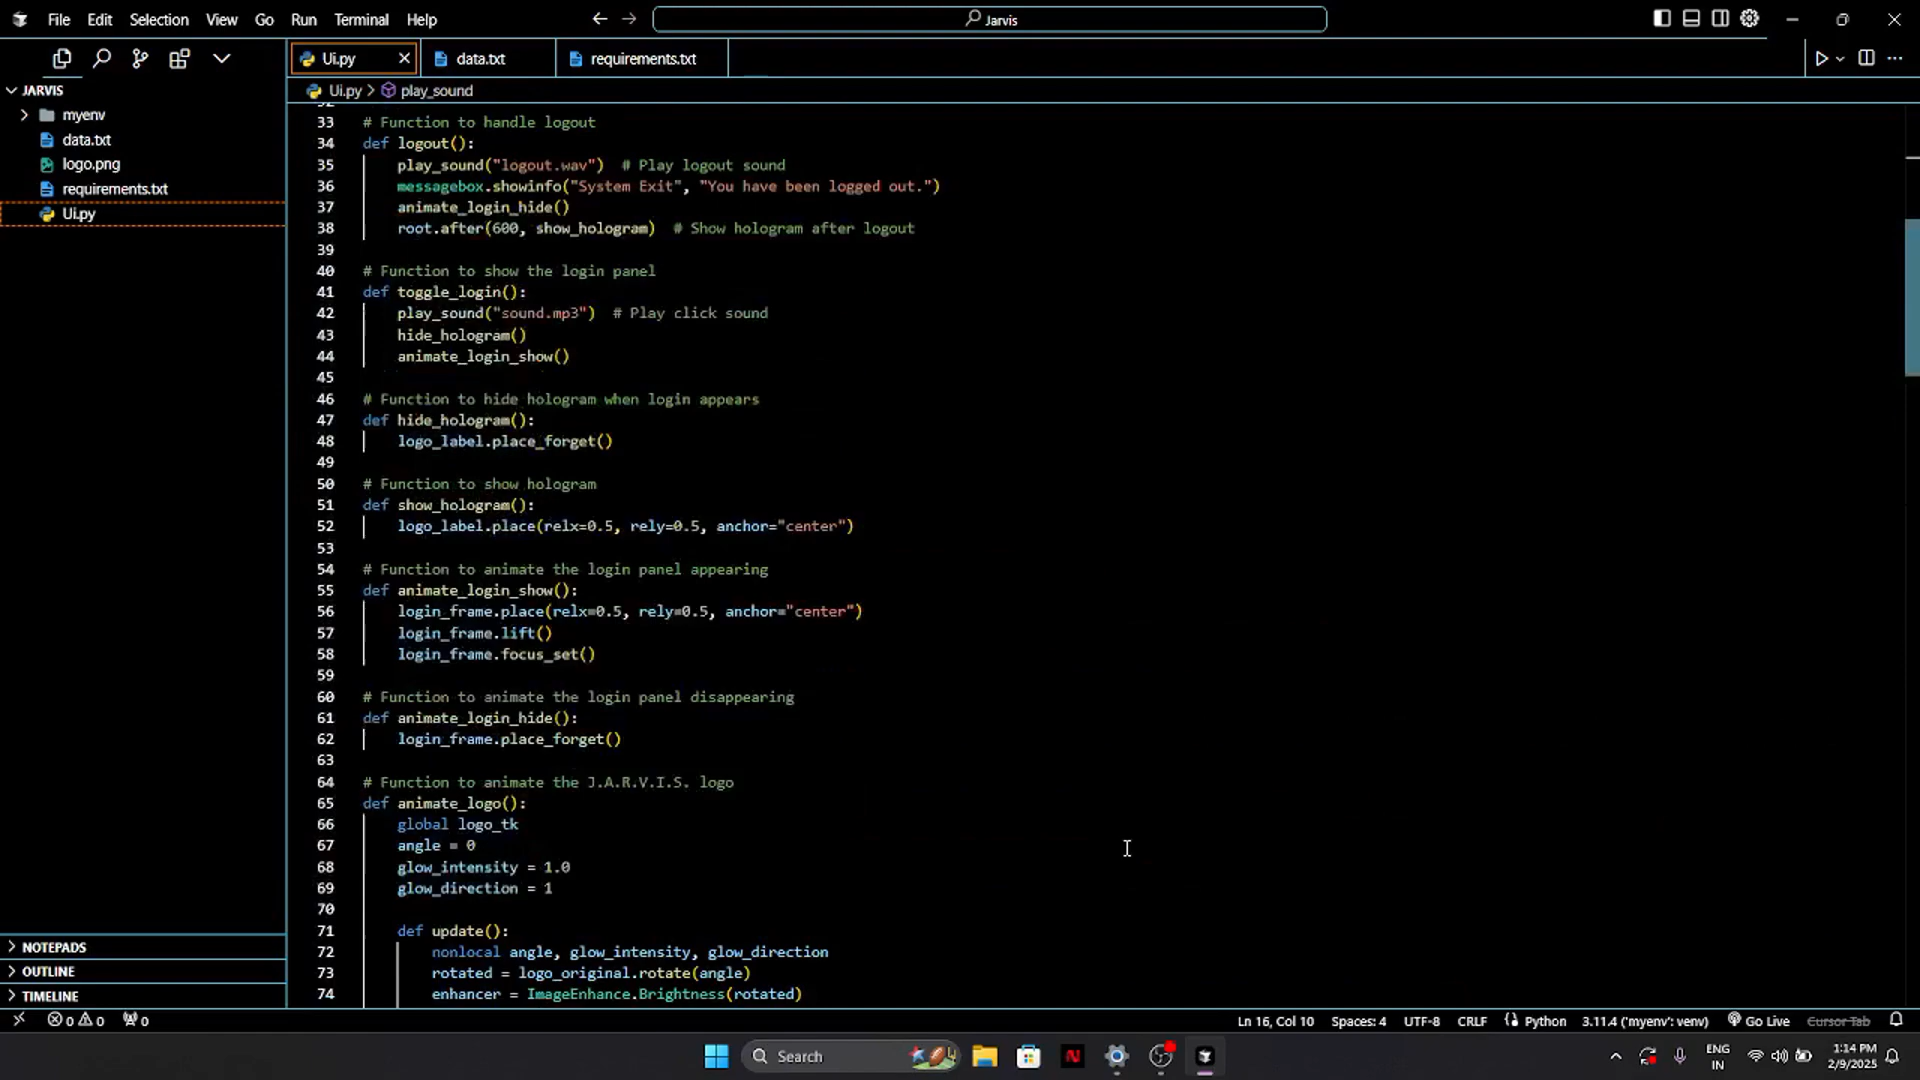 File Edit Selection View Go Run Terminal Help
Jarvis
Ui.py data.txt requirements.txt
JARVIS
myenv
data.txt
logo.png
requirements.txt
Ui.py
NOTEPADS
OUTLINE
TIMELINE
Ui.py > play_sound
33 # Function to handle logout
34 def logout():
35 play_sound("logout.wav") # Play logout sound
36 messagebox.showinfo("System Exit", "You have been logged out.")
37 animate_login_hide()
38 root.after(600, show_hologram) # Show hologram after logout
39
40 # Function to show the login panel
41 def toggle_login():
42 play_sound("sound.mp3") # Play click sound
43 hide_hologram()
44 animate_login_show()
45
46 # Function to hide hologram when login appears
47 def hide_hologram():
48 logo_label.place_forget()
49
50 # Function to show hologram
51 def show_hologram():
52 logo_label.place(relx=0.5, rely=0.5, anchor="center")
53
54 # Function to animate the login panel appearing
55 def animate_login_show():
56 login_frame.place(relx=0.5, rely=0.5, anchor="center")
57 login_frame.lift()
58 login_frame.focus_set()
59
60 # Function to animate the login panel disappearing
61 def animate_login_hide():
62 login_frame.place_forget()
63
64 # Function to animate the J.A.R.V.I.S. logo
65 def animate_logo():
66 global logo_tk
67 angle = 0
68 glow_intensity = 1.0
69 glow_direction = 1
70
71 def update():
72 nonlocal angle, glow_intensity, glow_direction
73 rotated = logo_original.rotate(angle)
74 enhancer = ImageEnhance.Brightness(rotated)
0 0 0 Ln 16, Col 10 Spaces: 4 UTF-8 CRLF Python 3.11.4 ('myenv': venv) Go Live Cursor Tab
Search
ENG
IN
1:14 PM
2/9/2025